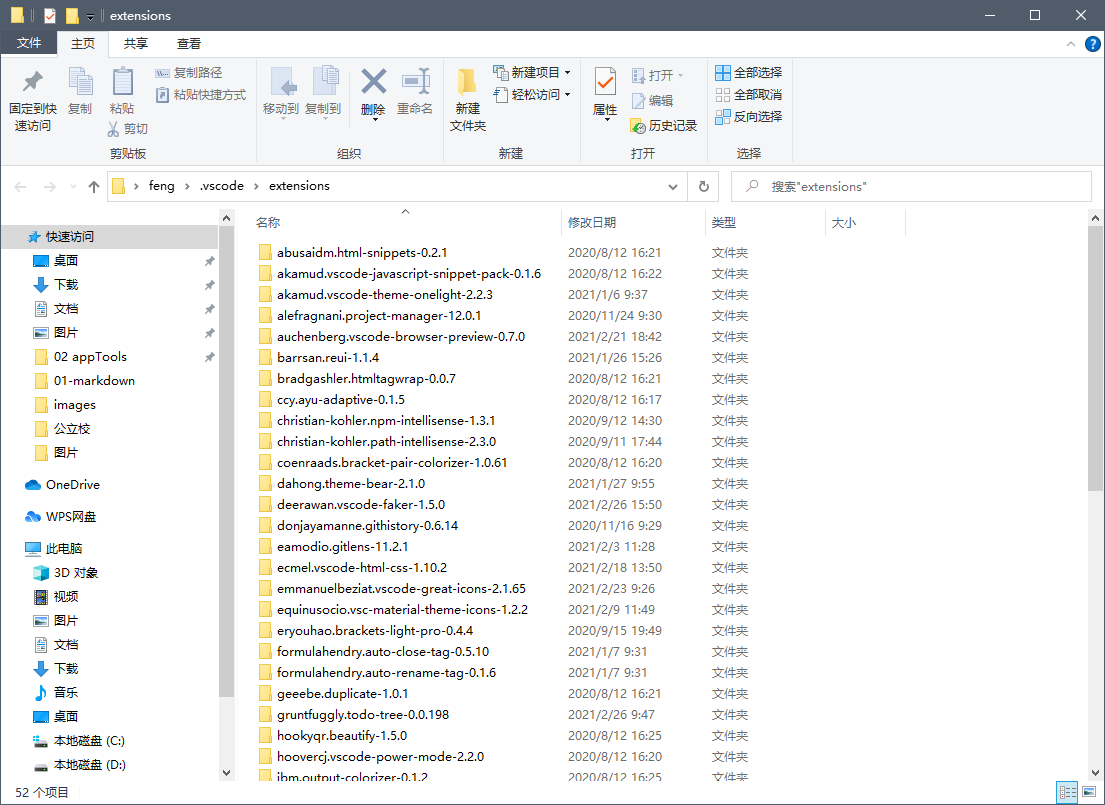 extensions
文件 主页 共享 查看
固定到快速访问
复制
粘贴
复制路径
粘贴快捷方式
剪切
剪贴板
移动到
复制到
删除
重命名
组织
新建文件夹
新建项目
轻松访问
新建
属性
打开
编辑
历史记录
打开
全部选择
全部取消
反向选择
选择
feng › .vscode › extensions
搜索"extensions"
快速访问
桌面
下载
文档
图片
02 appTools
01-markdown
images
公立校
图片
OneDrive
WPS网盘
此电脑
3D 对象
视频
图片
文档
下载
音乐
桌面
本地磁盘 (C:)
本地磁盘 (D:)
名称 修改日期 类型 大小
abusaidm.html-snippets-0.2.1 2020/8/12 16:21 文件夹
akamud.vscode-javascript-snippet-pack-0.1.6 2020/8/12 16:22 文件夹
akamud.vscode-theme-onelight-2.2.3 2021/1/6 9:37 文件夹
alefragnani.project-manager-12.0.1 2020/11/24 9:30 文件夹
auchenberg.vscode-browser-preview-0.7.0 2021/2/21 18:42 文件夹
barrsan.reui-1.1.4 2021/1/26 15:26 文件夹
bradgashler.htmltagwrap-0.0.7 2020/8/12 16:21 文件夹
ccy.ayu-adaptive-0.1.5 2020/8/12 16:17 文件夹
christian-kohler.npm-intellisense-1.3.1 2020/9/12 14:30 文件夹
christian-kohler.path-intellisense-2.3.0 2020/9/11 17:44 文件夹
coenraads.bracket-pair-colorizer-1.0.61 2020/8/12 16:20 文件夹
dahong.theme-bear-2.1.0 2021/1/27 9:55 文件夹
deerawan.vscode-faker-1.5.0 2021/2/26 15:50 文件夹
donjayamanne.githistory-0.6.14 2020/11/16 9:29 文件夹
eamodio.gitlens-11.2.1 2021/2/3 11:28 文件夹
ecmel.vscode-html-css-1.10.2 2021/2/18 13:50 文件夹
emmanuelbeziat.vscode-great-icons-2.1.65 2021/2/23 9:26 文件夹
equinusocio.vsc-material-theme-icons-1.2.2 2021/2/9 11:49 文件夹
eryouhao.brackets-light-pro-0.4.4 2020/9/15 19:49 文件夹
formulahendry.auto-close-tag-0.5.10 2021/1/7 9:31 文件夹
formulahendry.auto-rename-tag-0.1.6 2021/1/7 9:31 文件夹
geeebe.duplicate-1.0.1 2020/8/12 16:21 文件夹
gruntfuggly.todo-tree-0.0.198 2021/2/26 9:47 文件夹
hookyqr.beautify-1.5.0 2020/8/12 16:25 文件夹
hoovercj.vscode-power-mode-2.2.0 2020/8/12 16:20 文件夹
ibm.output-colorizer-0.1.2 2020/8/12 16:25 文件夹
52 个项目